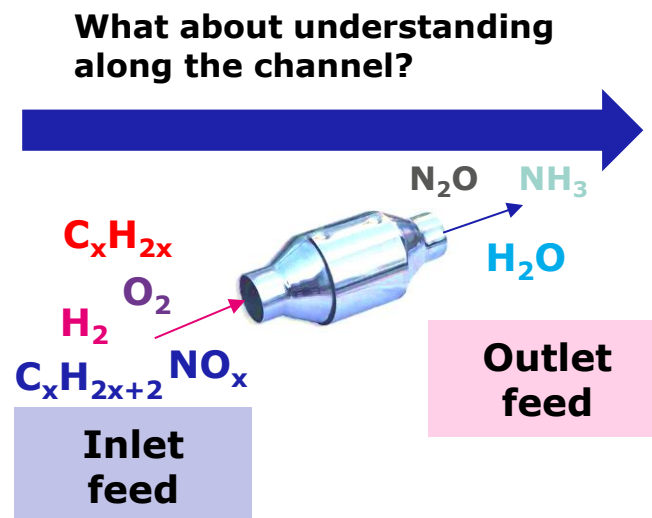 What about understanding
along the channel?
N₂O NH₃
CₓH₂ₓ
H₂O
O₂
H₂
CₓH₂ₓ₊₂ NOₓ
Outlet
feed
Inlet
feed